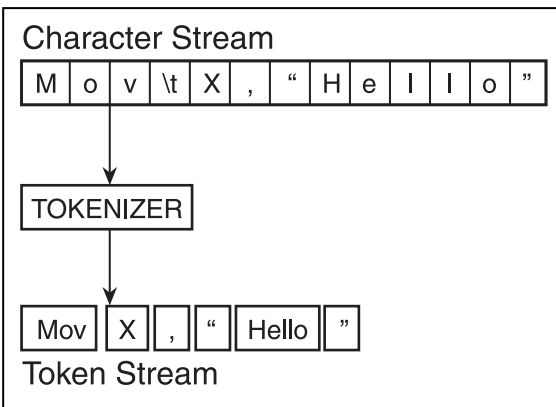 Character Stream
M o v \t X , “ H e l l o ”
TOKENIZER
Mov X , “ Hello ”
Token Stream